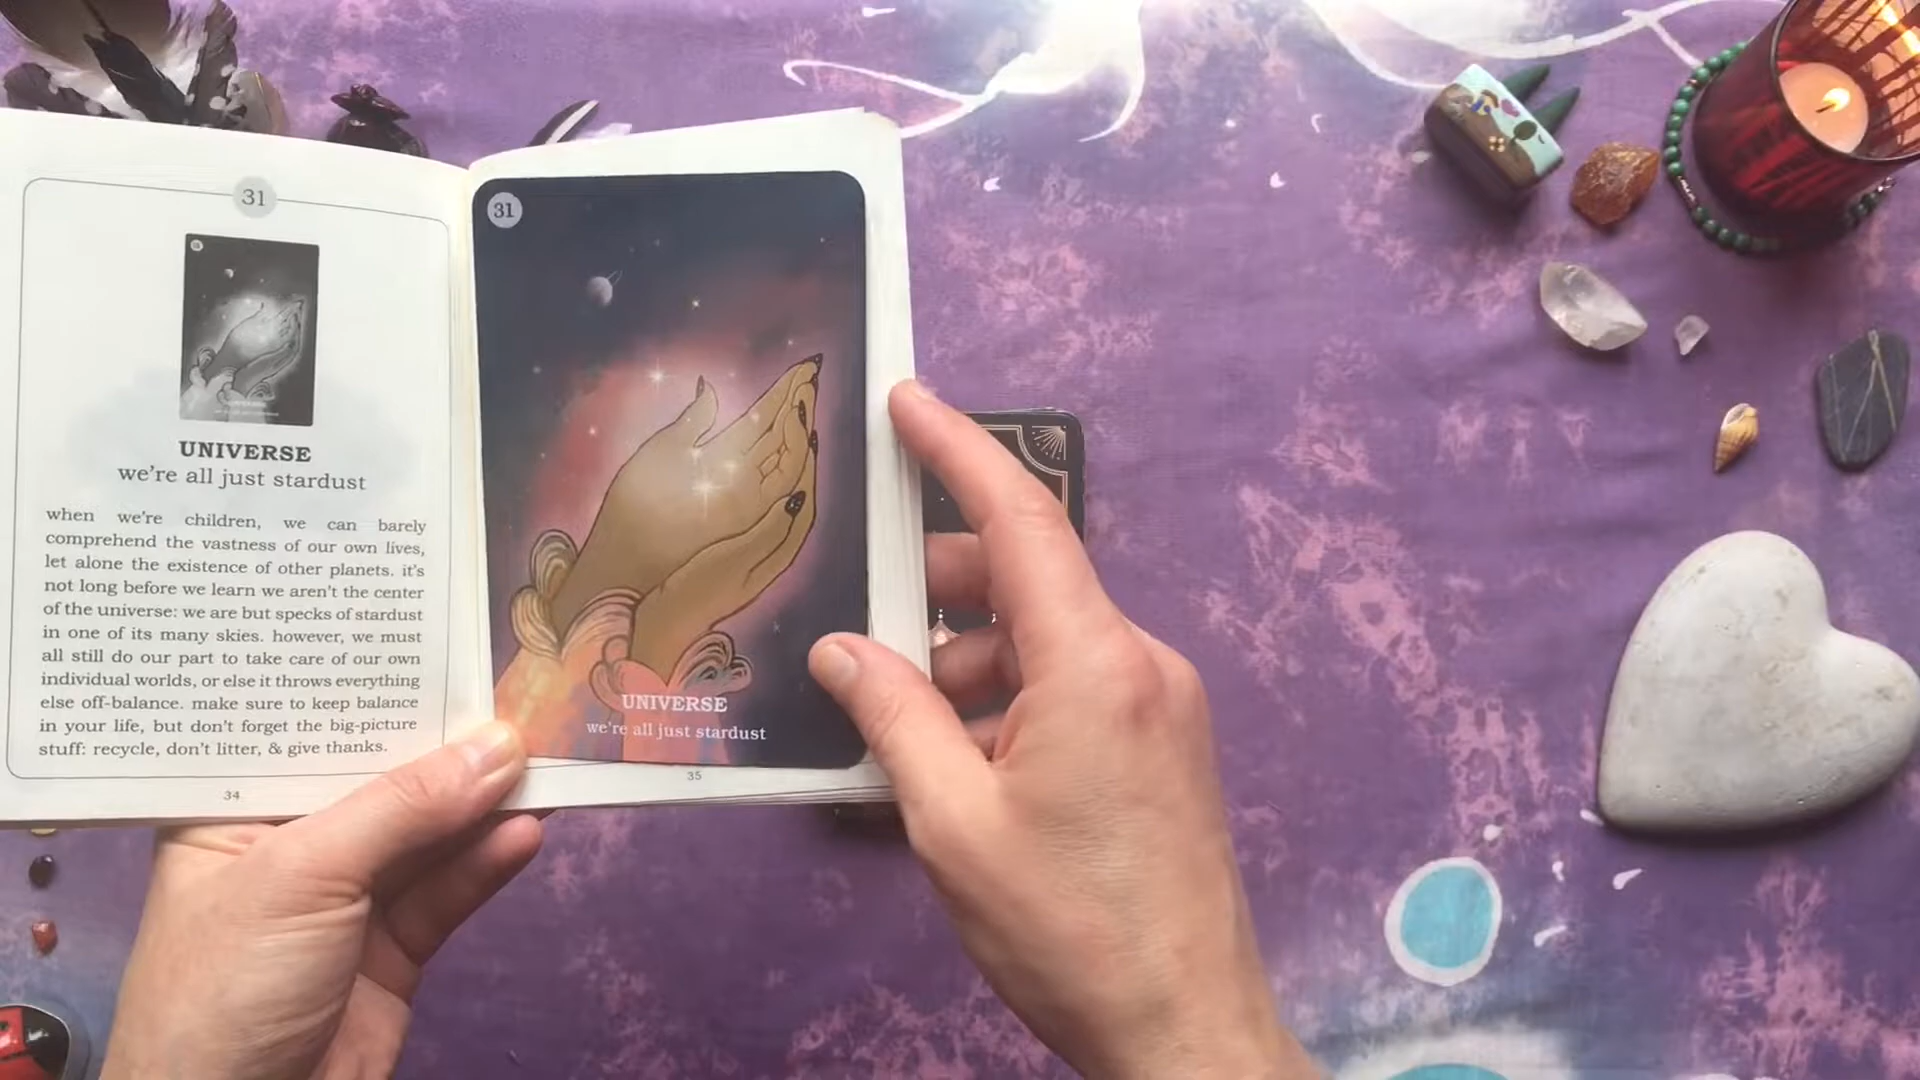 31
UNIVERSE
we're all just stardust
when we're children, we can barely
comprehend the vastness of our own lives,
let alone the existence of other planets. it's
not long before we learn we aren't the center
of the universe: we are but specks of stardust
in one of its many skies. however, we must
all still do our part to take care of our own
individual worlds, or else it throws everything
else off-balance. make sure to keep balance
in your life, but don't forget the big-picture
stuff: recycle, don't litter, & give thanks.
34
31
UNIVERSE
we're all just stardust
35